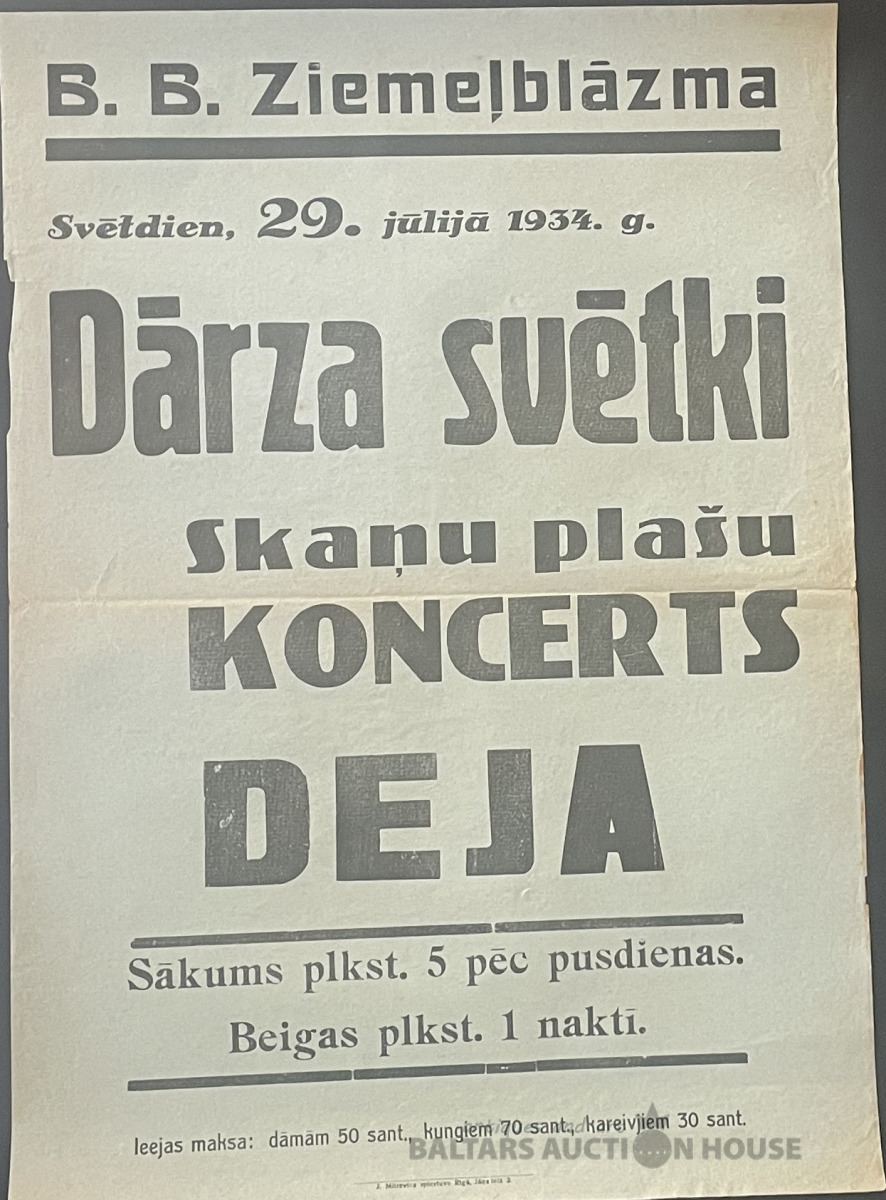 B. B. Ziemeļblāzma
Svētdien, 29. jūlijā 1934. g.
Dārza svētki
Skaņu plašu
KONCERTS
DEJA
Sākums plkst. 5 pēc pusdienas.
Beigas plkst. 1 naktī.
Ieejas maksa: dāmām 50 sant., kungiem 70 sant., kareivjiem 30 sant.
BALTARS AUCTION HOUSE
Rīgā,